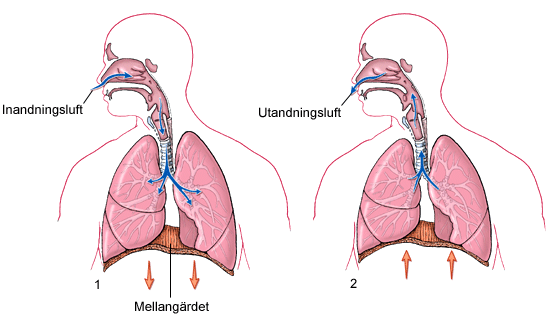 Inandningsluft
Utandningsluft
1
Mellangärdet
2